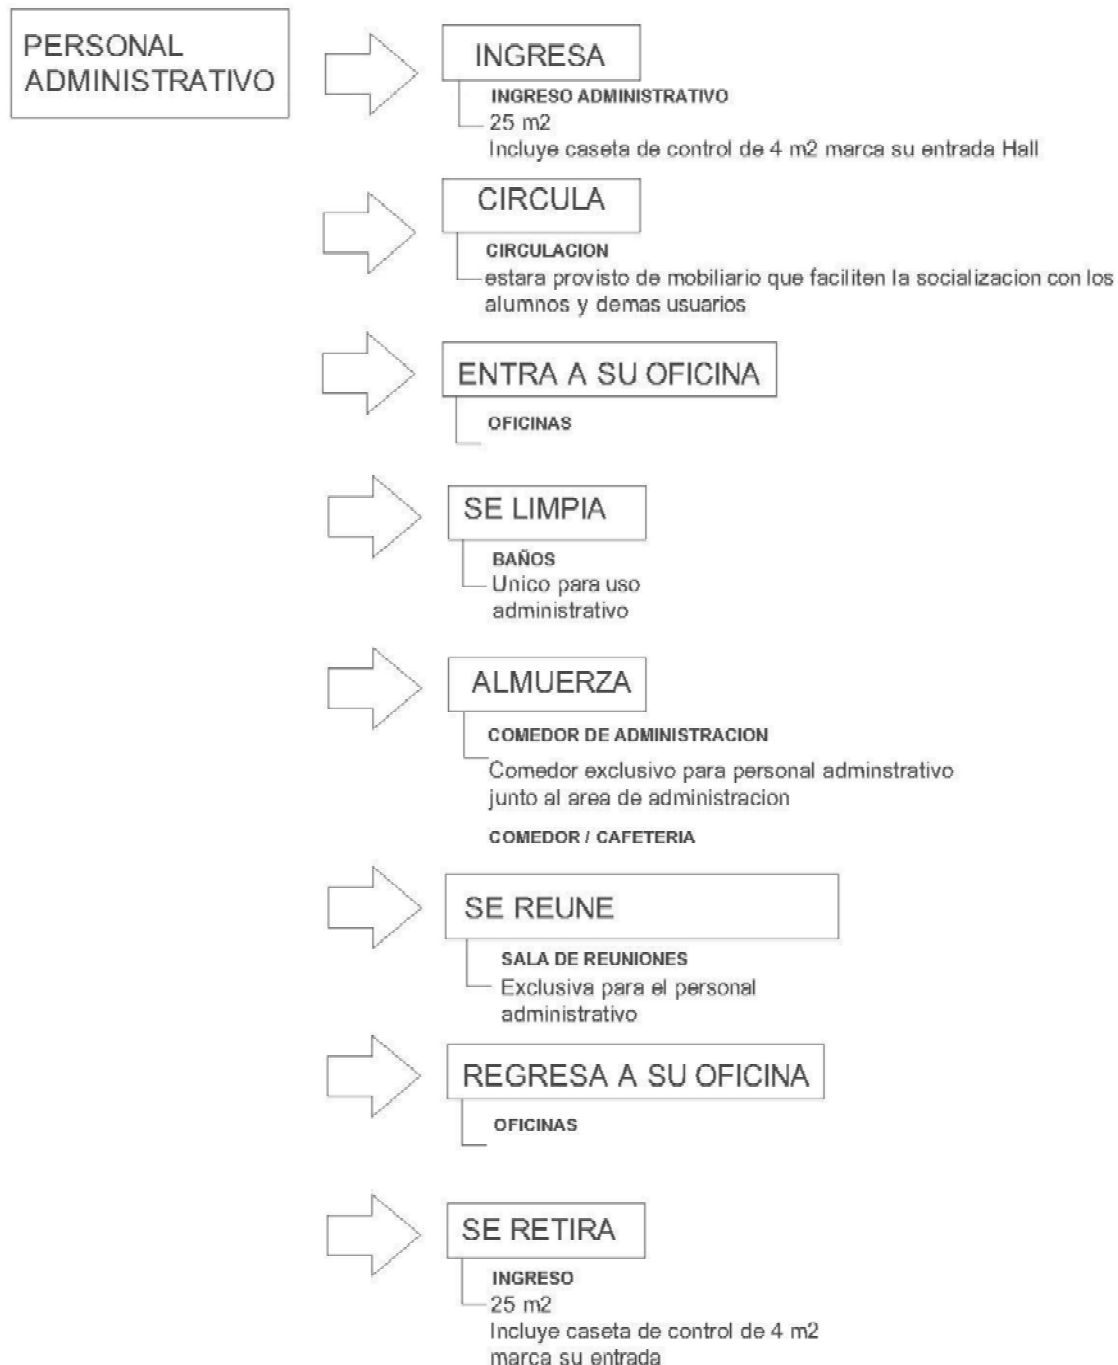 PERSONAL
ADMINISTRATIVO
INGRESA
INGRESO ADMINISTRATIVO
25 m2
Incluye caseta de control de 4 m2 marca su entrada Hall
CIRCULA
CIRCULACION
estara provisto de mobiliario que faciliten la socializacion con los
alumnos y demas usuarios
ENTRA A SU OFICINA
OFICINAS
SE LIMPIA
BAÑOS
Unico para uso
administrativo
ALMUERZA
COMEDOR DE ADMINISTRACION
Comedor exclusivo para personal adminstrativo
junto al area de administracion
COMEDOR / CAFETERIA
SE REUNE
SALA DE REUNIONES
Exclusiva para el personal
administrativo
REGRESA A SU OFICINA
OFICINAS
SE RETIRA
INGRESO
25 m2
Incluye caseta de control de 4 m2
marca su entrada